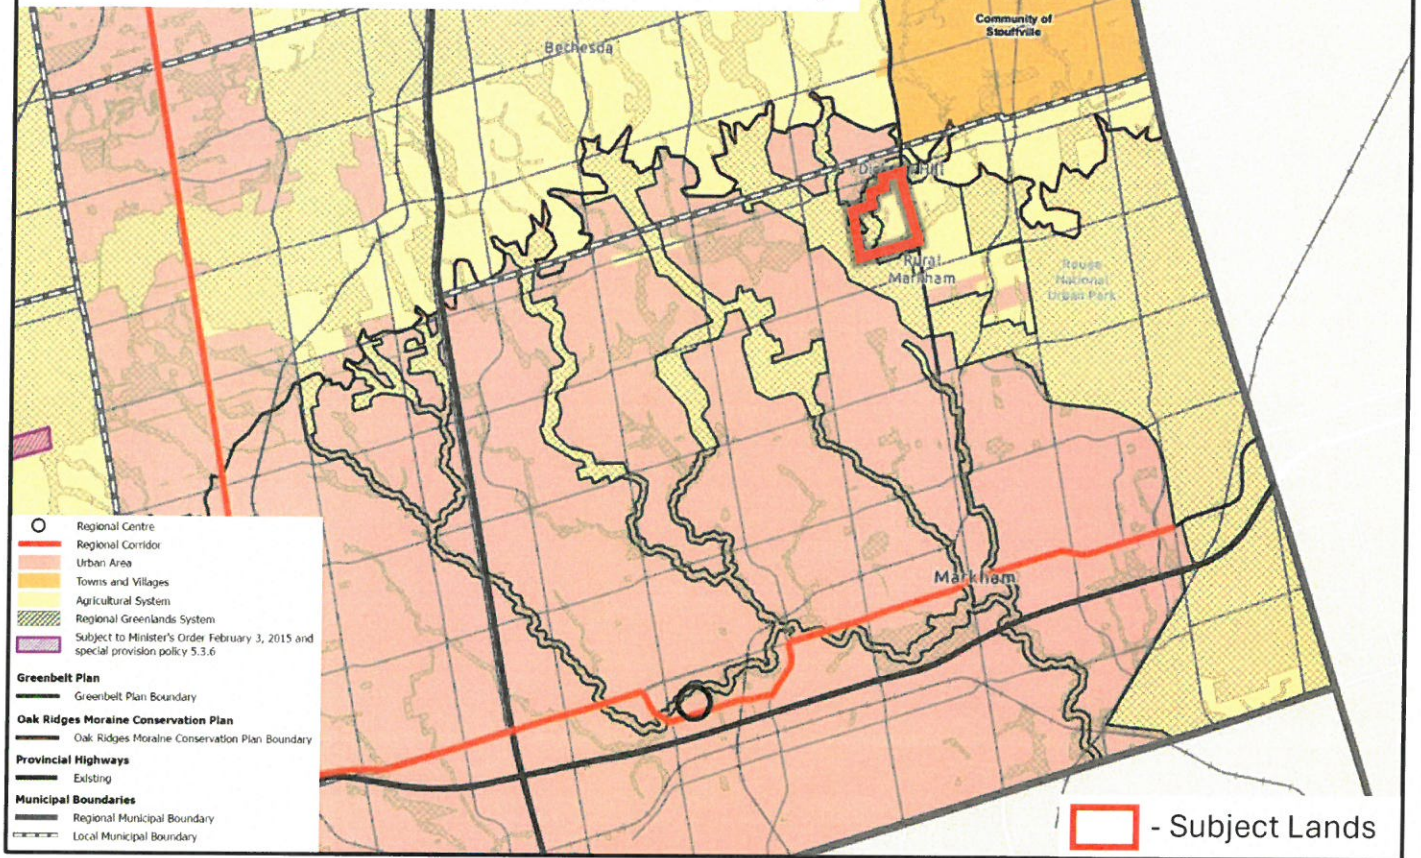 Community of
Stouffville
Bethesda
Hill
Rural
Markham
Rouge
National
Urban Park
Markham
Regional Centre
Regional Corridor
Urban Area
Towns and Villages
Agricultural System
Regional Greenlands System
Subject to Minister's Order February 3, 2015 and
special provision policy 5.3.6
Greenbelt Plan
Greenbelt Plan Boundary
Oak Ridges Moraine Conservation Plan
Oak Ridges Moraine Conservation Plan Boundary
Provincial Highways
Existing
Municipal Boundaries
Regional Municipal Boundary
Local Municipal Boundary
- Subject Lands